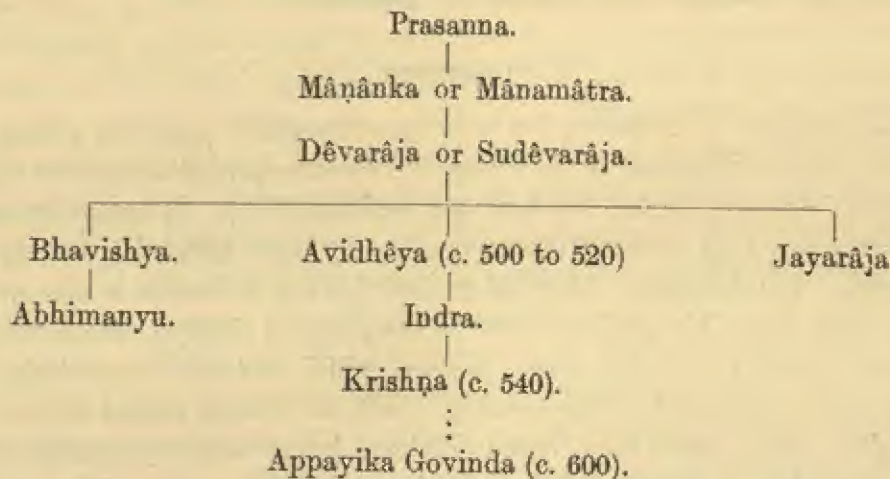 Prasanna.
Mâṇânka or Mânamâtra.
Dêvarâja or Sudêvarâja.
Bhavishya. Avidhêya (c. 500 to 520) Jayarâja
Abhimanyu. Indra.
Krishṇa (c. 540).
Appayika Govinda (c. 600).